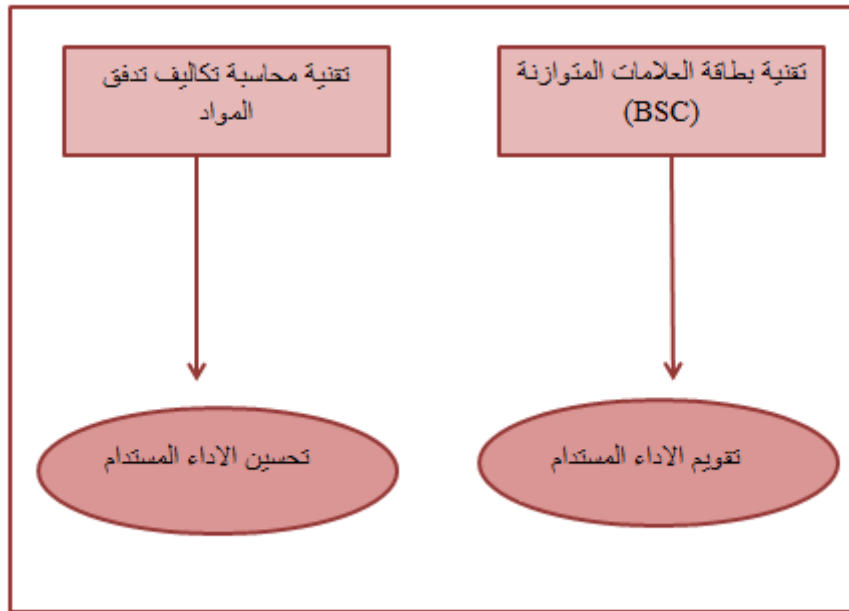 تقنية بطاقة العلامات المتوازنة
(BSC)
تقنية محاسبة تكاليف تدفق
المواد
تقويم الاداء المستدام
تحسين الاداء المستدام